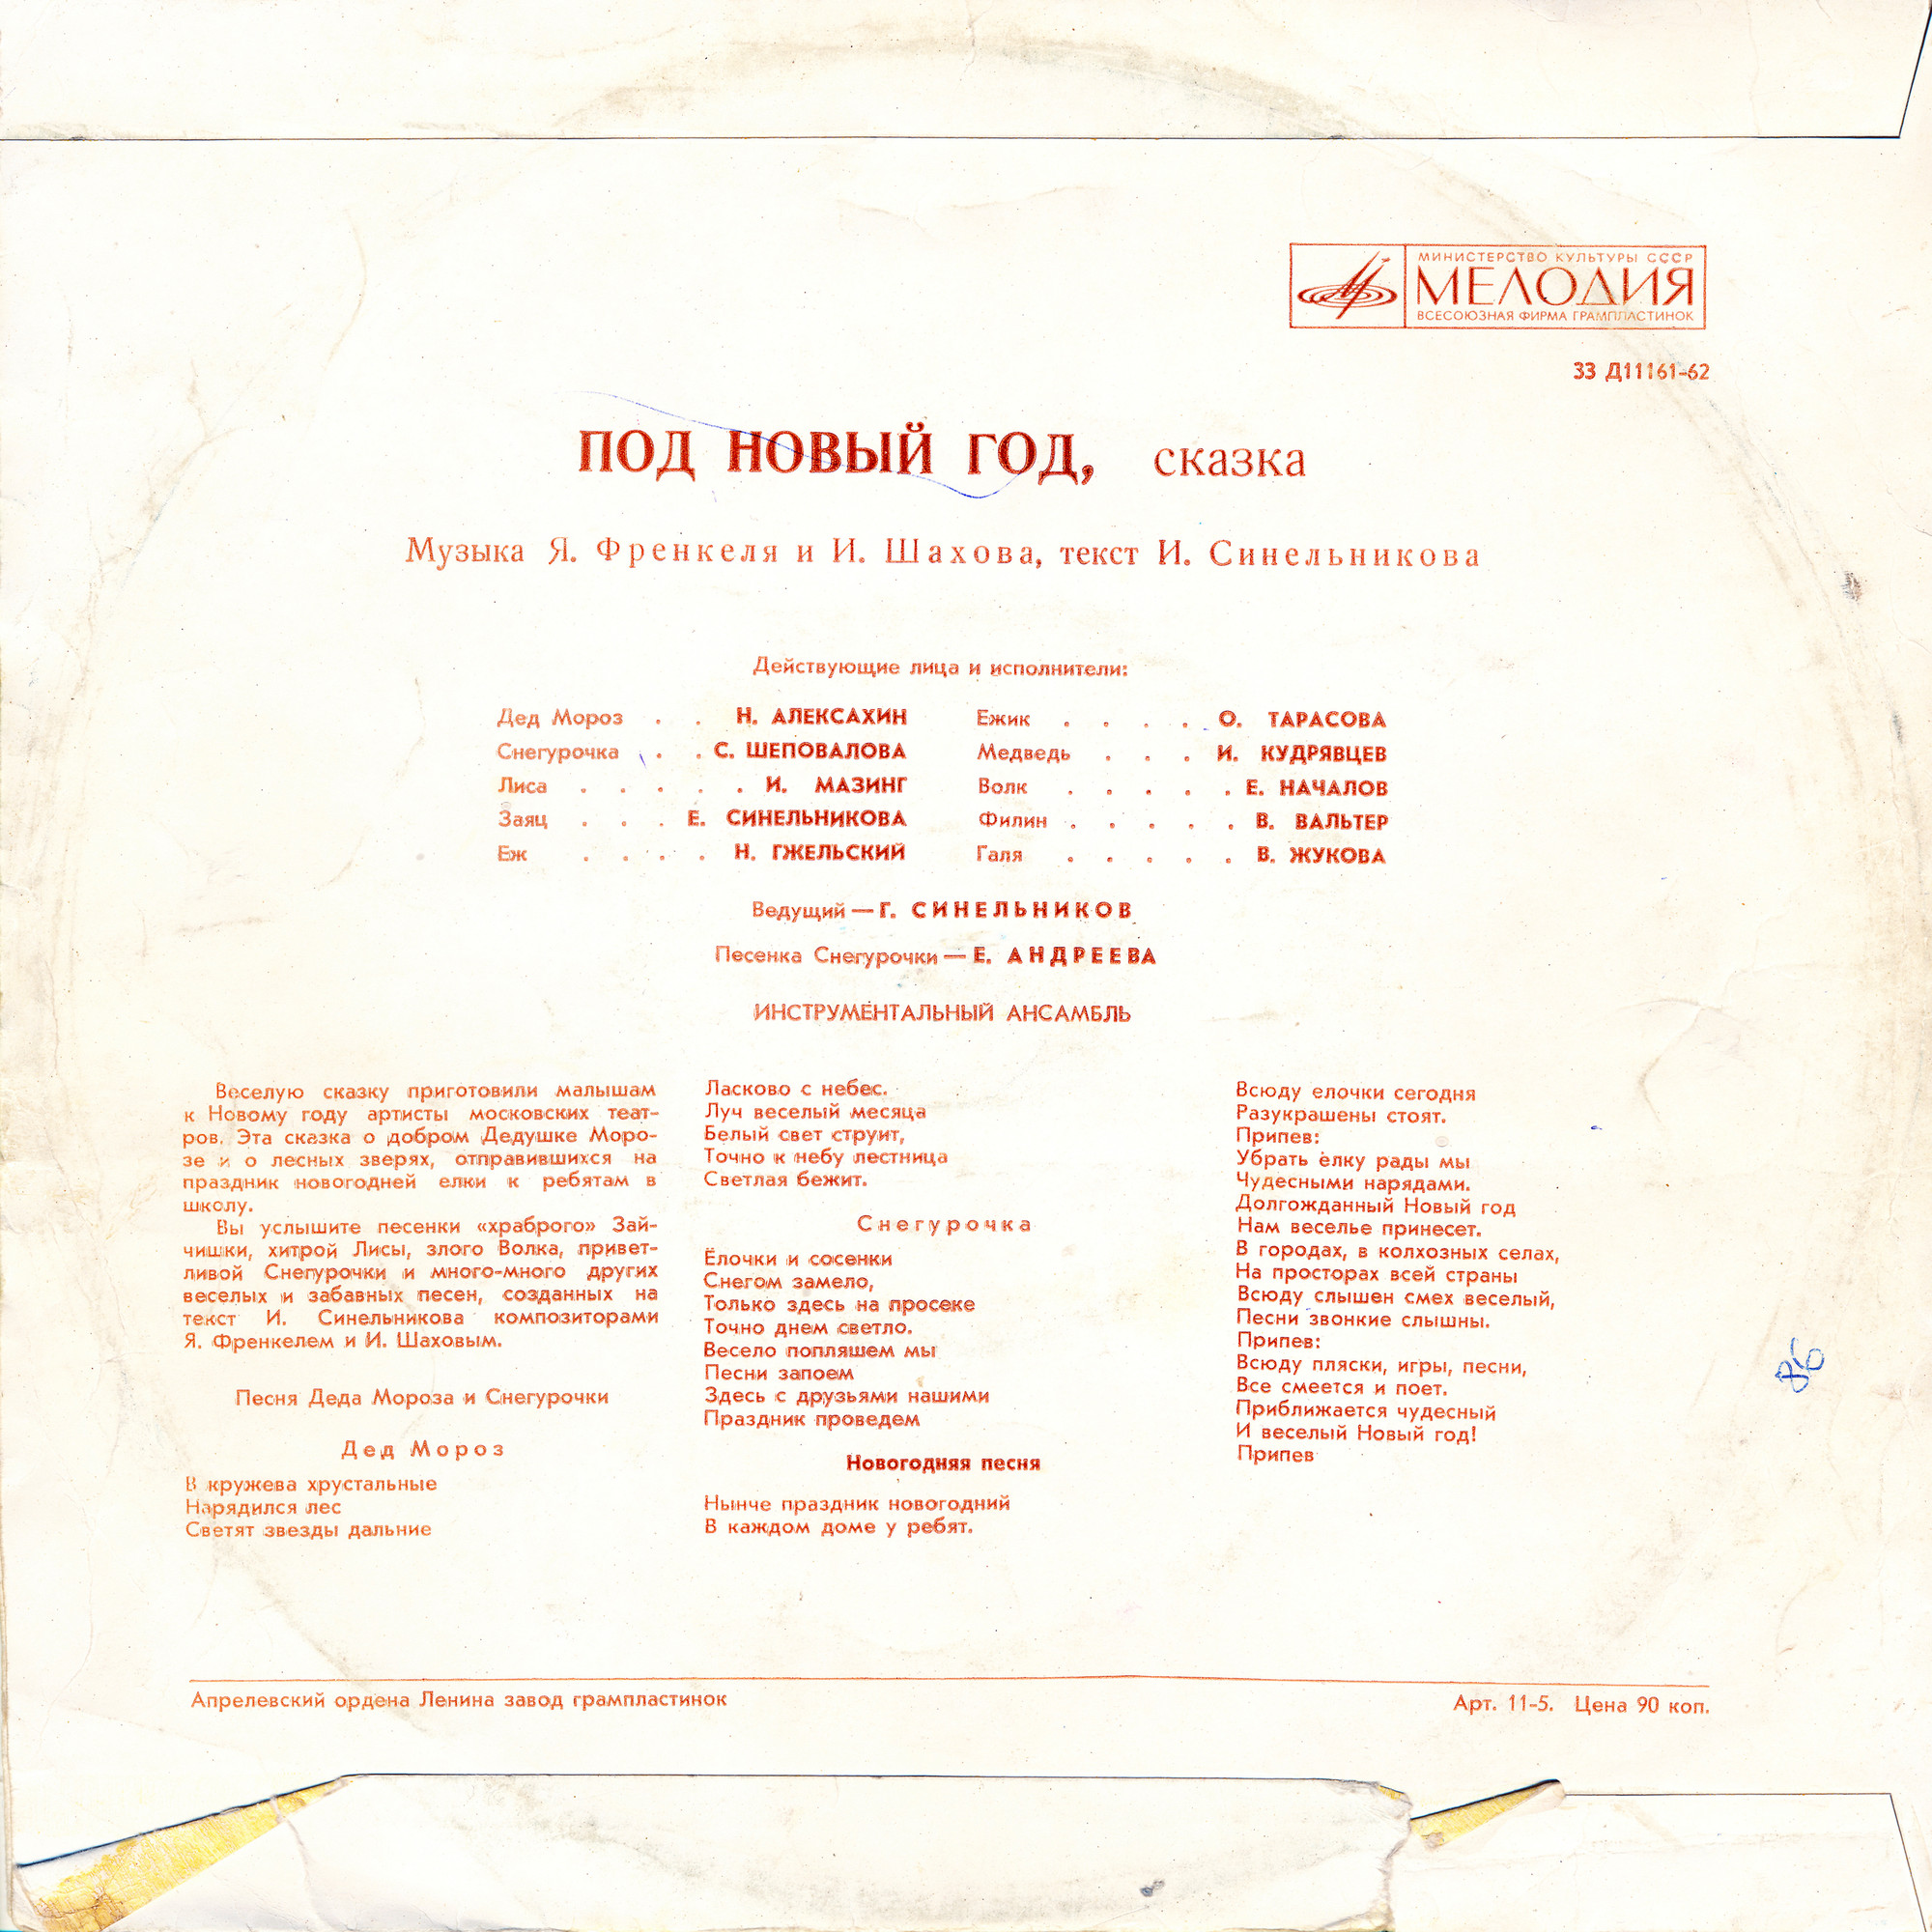 МИНИСТЕРСТВО КУЛЬТУРЫ СССР
МЕЛОДИЯ
ВСЕСОЮЗНАЯ ФИРМА ГРАМПЛАСТИНОК
33 Д11161-62
ПОД НОВЫЙ ГОД, сказка
Музыка Я. Френкеля и И. Шахова, текст И. Синельникова
Действующие лица и исполнители:
Дед Мороз . . Н. АЛЕКСАХИН
Снегурочка . . С. ШЕПОВАЛОВА
Лиса . . . . . И. МАЗИНГ
Заяц . . . Е. СИНЕЛЬНИКОВА
Еж . . . . Н. ГЖЕЛЬСКИЙ
Ежик . . . . О. ТАРАСОВА
Медведь . . . И. КУДРЯВЦЕВ
Волк . . . . . Е. НАЧАЛОВ
Филин . . . . . В. ВАЛЬТЕР
Галя . . . . . В. ЖУКОВА
Ведущий — Г. СИНЕЛЬНИКОВ
Песенка Снегурочки — Е. АНДРЕЕВА
ИНСТРУМЕНТАЛЬНЫЙ АНСАМБЛЬ
Веселую сказку приготовили малышам
к Новому году артисты московских теат-
ров. Эта сказка о добром Дедушке Моро-
зе и о лесных зверях, отправившихся на
праздник новогодней елки к ребятам в
школу.
Вы услышите песенки «храброго» Зай-
чишки, хитрой Лисы, злого Волка, привет-
ливой Снегурочки и много-много других
веселых и забавных песен, созданных на
текст И. Синельникова композиторами
Я. Френкелем и И. Шаховым.
Песня Деда Мороза и Снегурочки
Дед Мороз
В кружева хрустальные
Нарядился лес
Светят звезды дальние
Ласково с небес.
Луч веселый месяца
Белый свет струит,
Точно к небу лестница
Светлая бежит.
Снегурочка
Ёлочки и сосенки
Снегом замело,
Только здесь на просеке
Точно днем светло.
Весело попляшем мы
Песни запоем
Здесь с друзьями нашими
Праздник проведем
Новогодняя песня
Нынче праздник новогодний
В каждом доме у ребят.
Всюду елочки сегодня
Разукрашены стоят.
Припев:
Убрать елку рады мы
Чудесными нарядами.
Долгожданный Новый год
Нам веселье принесет.
В городах, в колхозных селах,
На просторах всей страны
Всюду слышен смех веселый,
Песни звонкие слышны.
Припев:
Всюду пляски, игры, песни,
Все смеется и поет.
Приближается чудесный
И веселый Новый год!
Припев
Апрелевский ордена Ленина завод грампластинок
Арт. 11-5. Цена 90 коп.